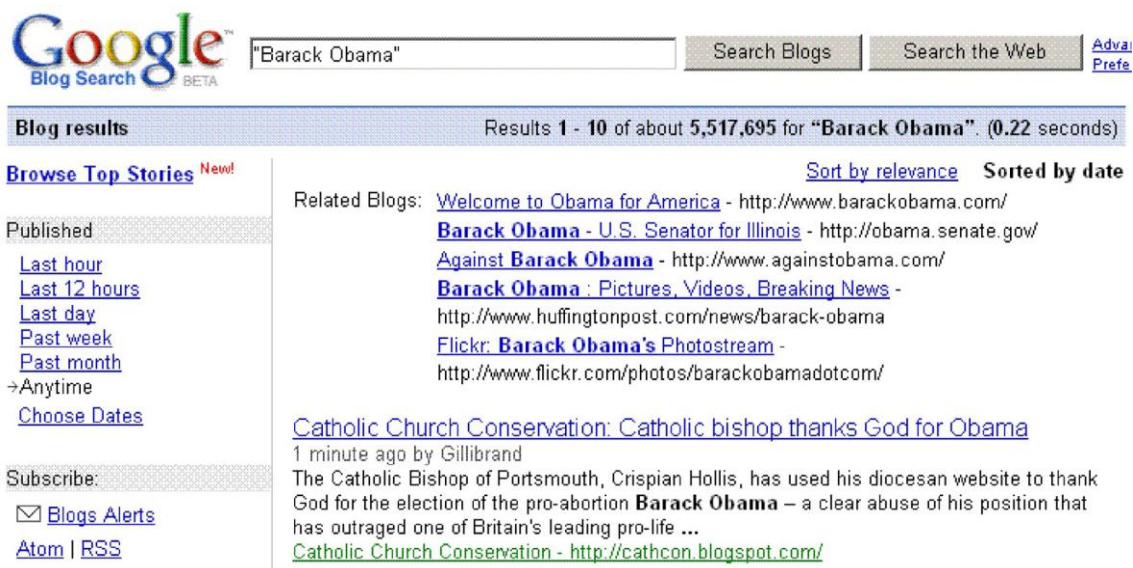 Google™
Blog Search BETA
"Barack Obama"
Search Blogs
Search the Web
Blog results
Results 1 - 10 of about 5,517,695 for "Barack Obama". (0.22 seconds)
Browse Top Stories New!
Published
Last hour
Last 12 hours
Last day
Past week
Past month
→Anytime
Choose Dates
Subscribe:
Blogs Alerts
Atom | RSS
Sort by relevance Sorted by date
Related Blogs: Welcome to Obama for America - http://www.barackobama.com/
Barack Obama - U.S. Senator for Illinois - http://obama.senate.gov/
Against Barack Obama - http://www.againstobama.com/
Barack Obama : Pictures, Videos, Breaking News -
http://www.huffingtonpost.com/news/barack-obama
Flickr: Barack Obama's Photostream -
http://www.flickr.com/photos/barackobamadotcom/
Catholic Church Conservation: Catholic bishop thanks God for Obama
1 minute ago by Gillibrand
The Catholic Bishop of Portsmouth, Crispian Hollis, has used his diocesan website to thank
God for the election of the pro-abortion Barack Obama – a clear abuse of his position that
has outraged one of Britain's leading pro-life ...
Catholic Church Conservation - http://cathcon.blogspot.com/